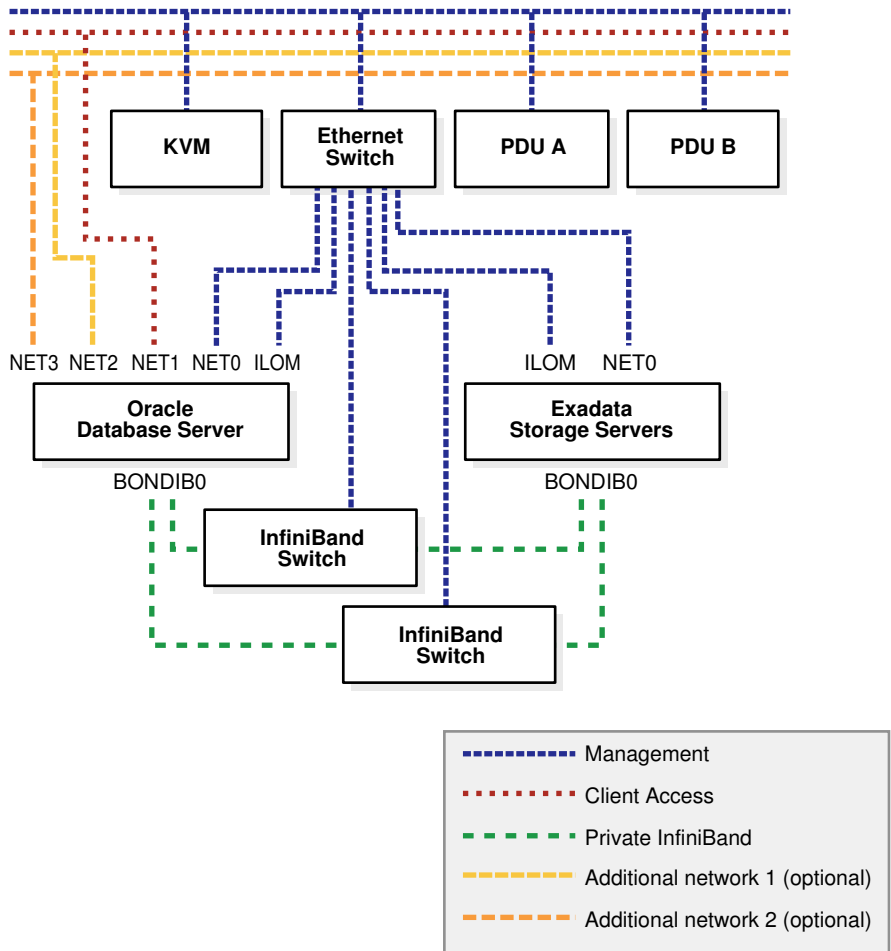 KVM
Ethernet
Switch
PDU A
PDU B
NET3 NET2 NET1 NET0 ILOM
ILOM NET0
Oracle
Database Server
Exadata
Storage Servers
BONDIB0
BONDIB0
InfiniBand
Switch
InfiniBand
Switch
Management
Client Access
Private InfiniBand
Additional network 1 (optional)
Additional network 2 (optional)